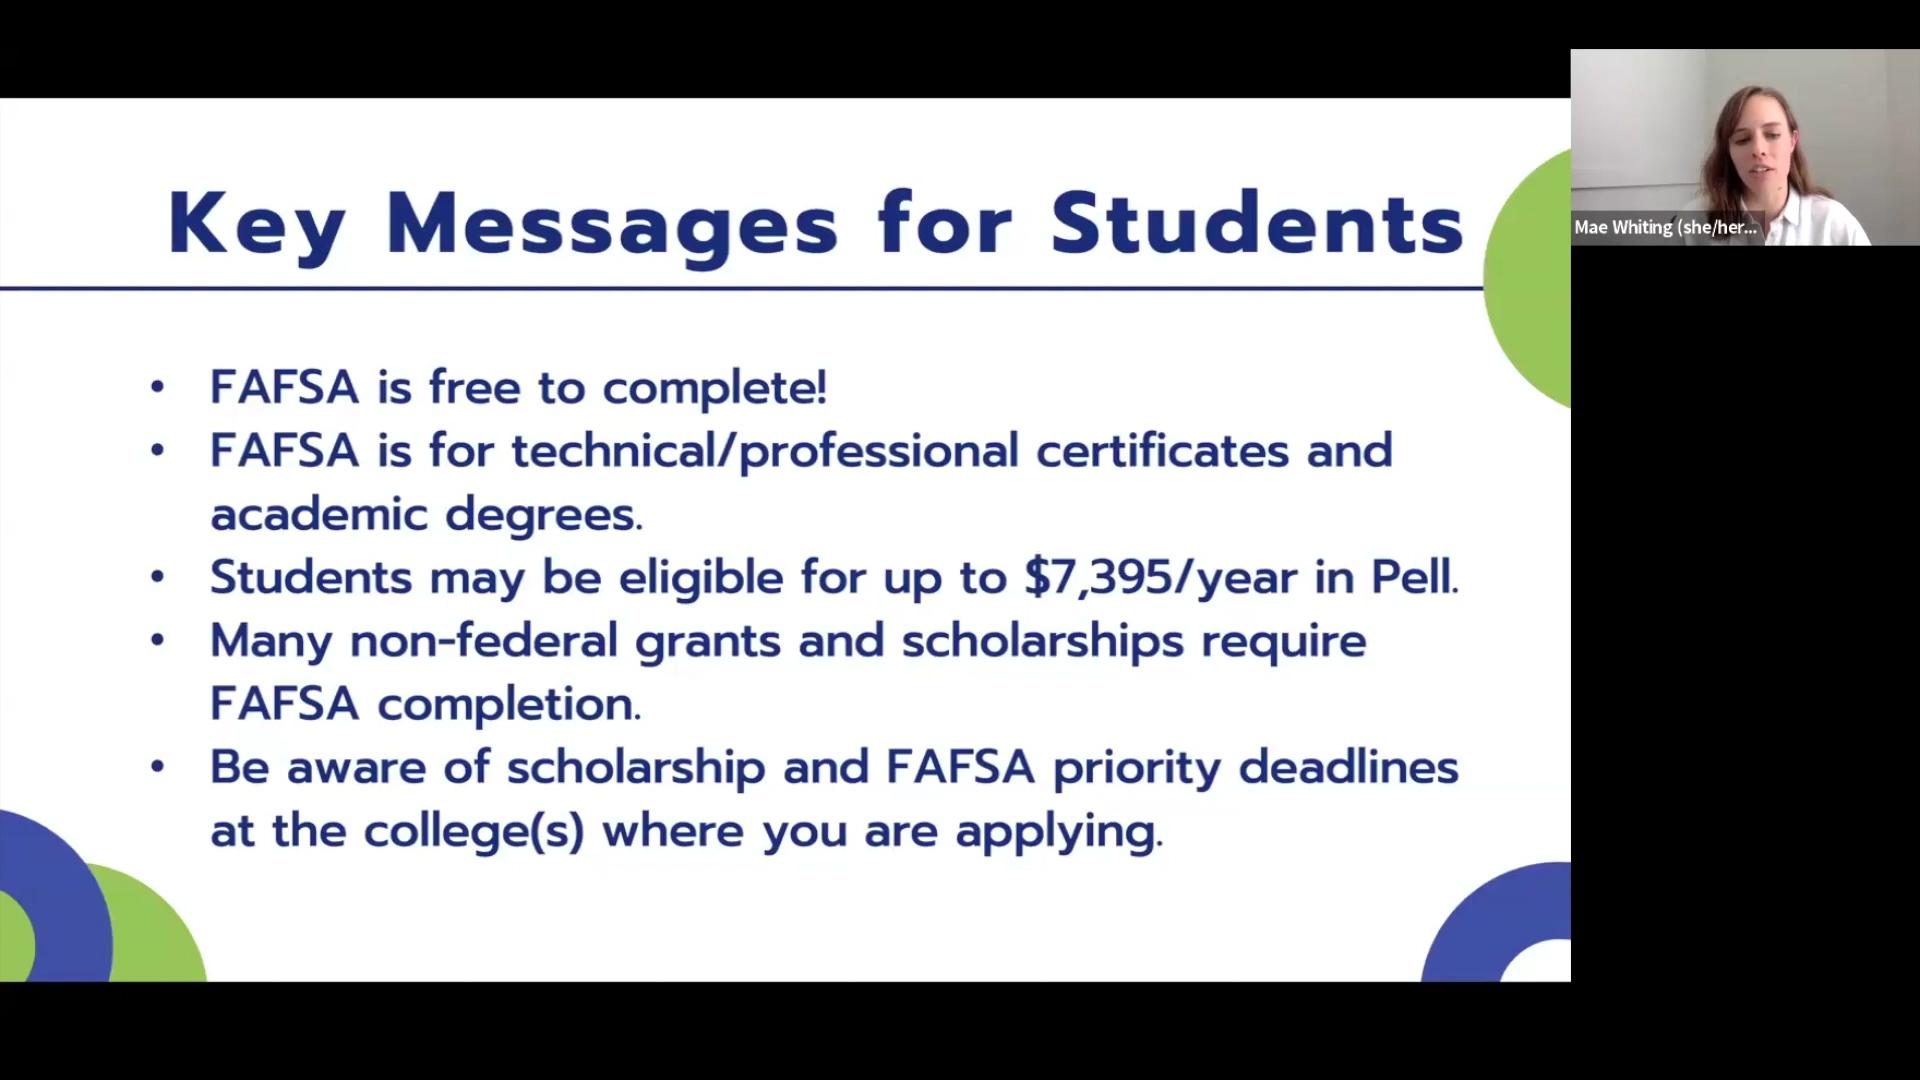 Key Messages for Students
• FAFSA is free to complete!
• FAFSA is for technical/professional certificates and
academic degrees.
• Students may be eligible for up to $7,395/year in Pell.
• Many non-federal grants and scholarships require
FAFSA completion.
• Be aware of scholarship and FAFSA priority deadlines
at the college(s) where you are applying.
Mae Whiting (she/her...